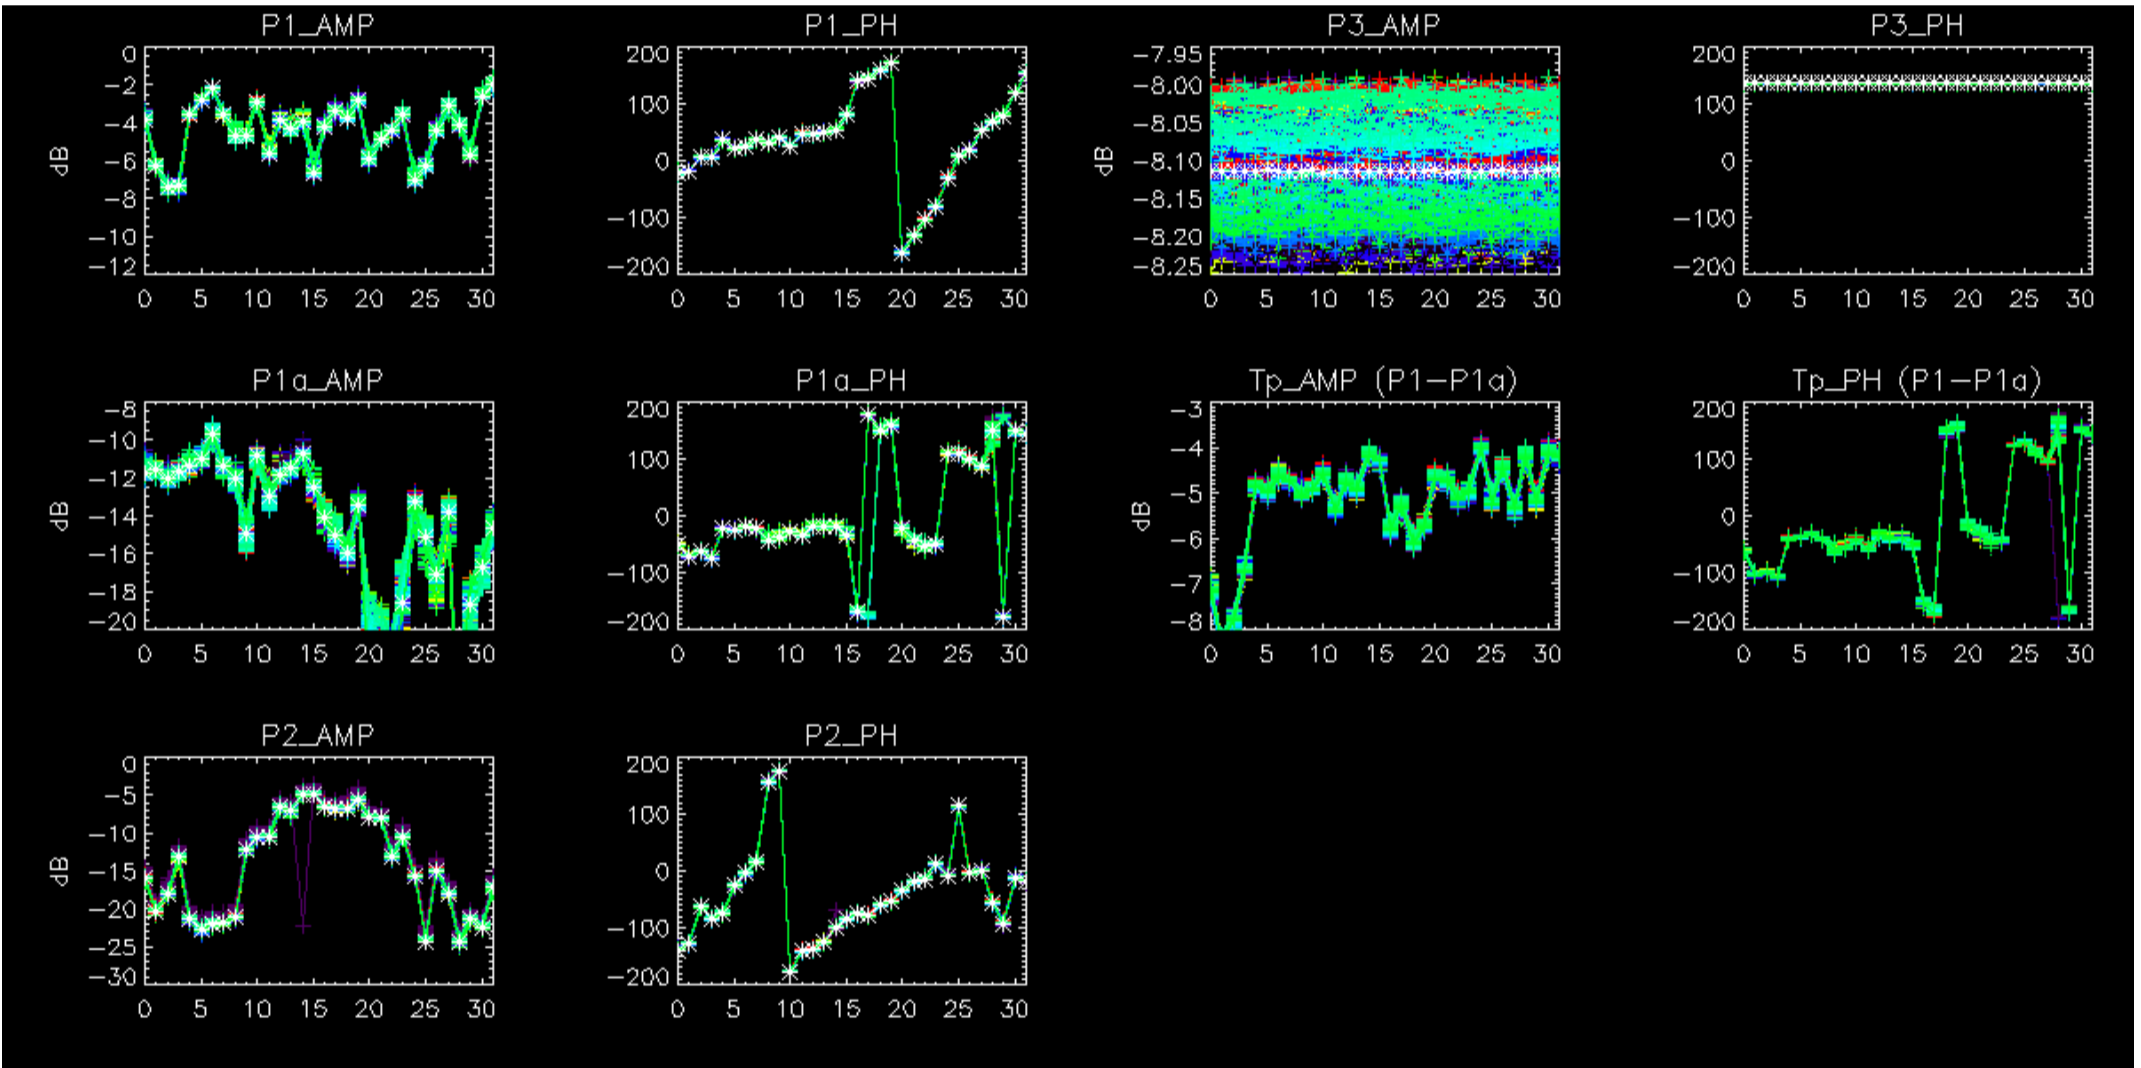 P1_AMP
dB
0
−2
−4
−6
−8
−10
−12
0 5 10 15 20 25 30
P1_PH
200
100
0
−100
−200
0 5 10 15 20 25 30
P3_AMP
dB
−7.95
−8.00
−8.05
−8.10
−8.15
−8.20
−8.25
0 5 10 15 20 25 30
P3_PH
200
100
0
−100
−200
0 5 10 15 20 25 30
P1a_AMP
dB
−8
−10
−12
−14
−16
−18
−20
0 5 10 15 20 25 30
P1a_PH
200
100
0
−100
−200
0 5 10 15 20 25 30
Tp_AMP (P1−P1a)
dB
−3
−4
−5
−6
−7
−8
0 5 10 15 20 25 30
Tp_PH (P1−P1a)
200
100
0
−100
−200
0 5 10 15 20 25 30
P2_AMP
dB
0
−5
−10
−15
−20
−25
−30
0 5 10 15 20 25 30
P2_PH
200
100
0
−100
−200
0 5 10 15 20 25 30